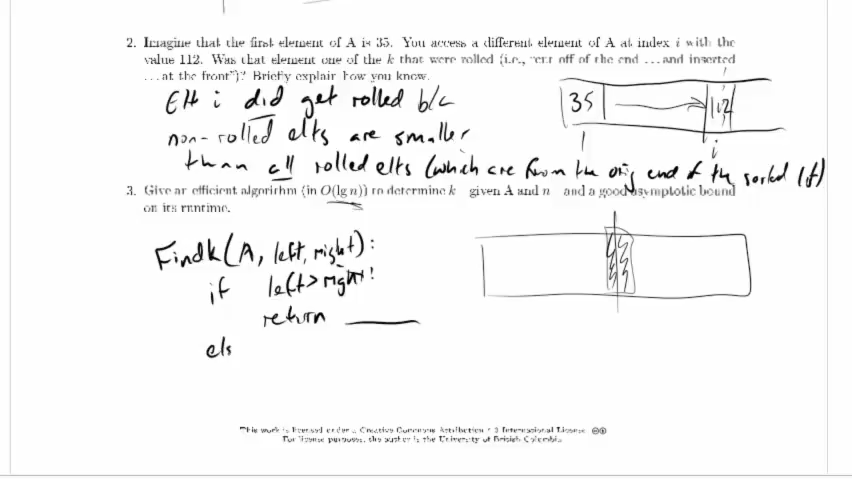 2. Imagine that the first element of A is 35. You access a different element of A at index i with the
value 112. Was that element one of the k that were rolled (i.e., "cut off of the end ... and inserted
... at the front")? Briefly explain how you know.
Elt i did get rolled b/c
non-rolled elts are smaller
than all rolled elts (which are from the orig end of the sorted list)
35
112
i
3. Give an efficient algorithm (in O(lg n)) to determine k given A and n and a good asymptotic bound
on its runtime.
Findk(A, left, right):
if left>right:
return ____
els
This work is licensed under a Creative Commons Attribution 4.0 International License
For license purposes, the author is the University of British Columbia.